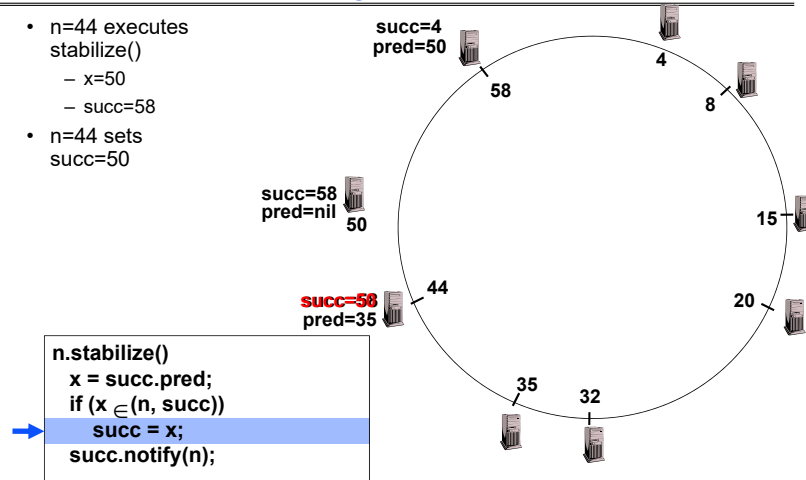 • n=44 executes
stabilize()
– x=50
– succ=58
• n=44 sets
succ=50
succ=4
pred=50
58
4
8
succ=58
pred=nil
50
15
succ=58
pred=35
44
20
35
32
n.stabilize()
x = succ.pred;
if (x ∈ (n, succ))
succ = x;
succ.notify(n);